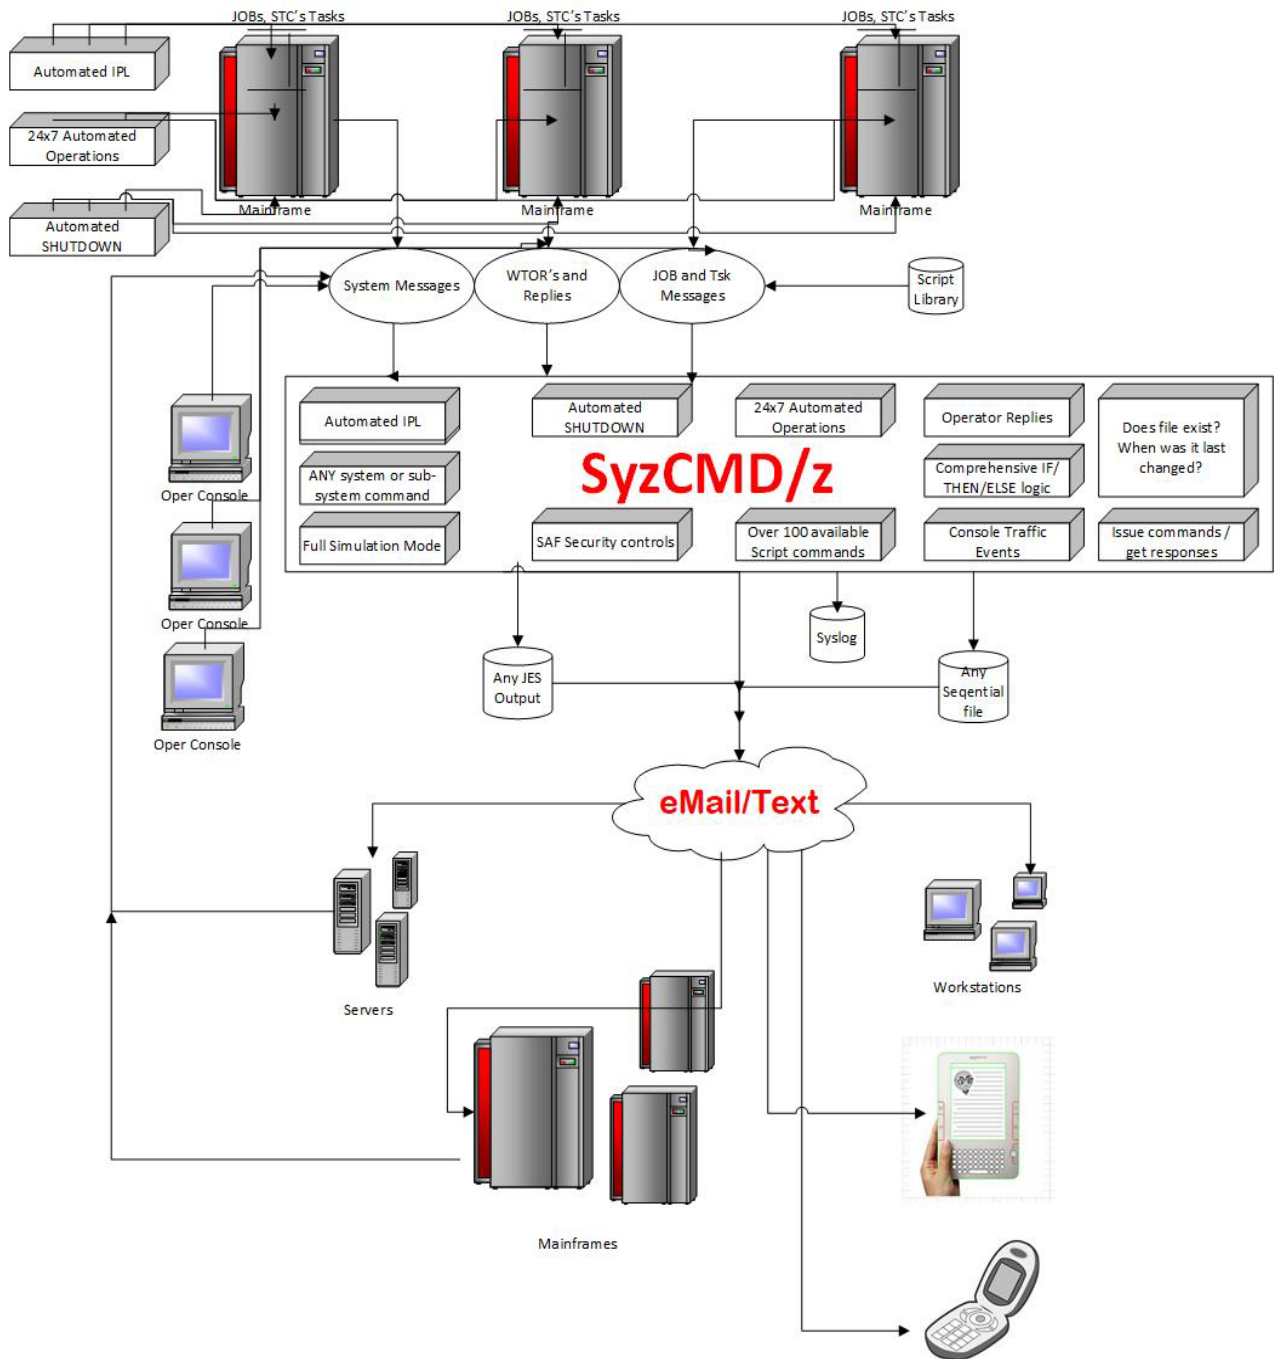 JOBs, STC's Tasks
JOBs, STC's Tasks
JOBs, STC's Tasks
Automated IPL
24x7 Automated
Operations
Automated
SHUTDOWN
Mainframe
Mainframe
Mainframe
System Messages
WTOR's and
Replies
JOB and Tsk
Messages
Script
Library
Automated IPL
Automated
SHUTDOWN
24x7 Automated
Operations
Operator Replies
Does file exist?
When was it last
changed?
ANY system or sub-
system command
SyzCMD/z
Comprehensive IF/
THEN/ELSE logic
Full Simulation Mode
SAF Security controls
Over 100 available
Script commands
Console Traffic
Events
Issue commands /
get responses
Oper Console
Oper Console
Oper Console
Any JES
Output
Syslog
Any
Seqential
file
eMail/Text
Servers
Workstations
Mainframes